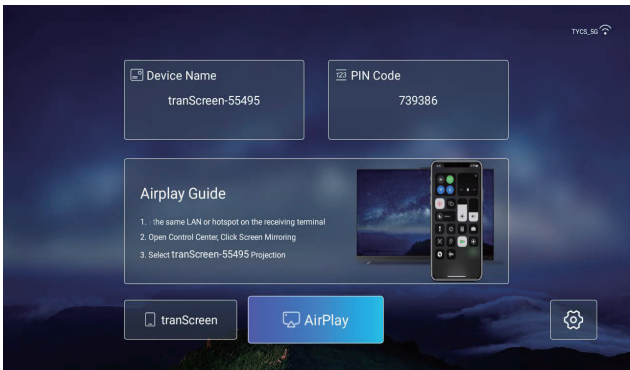 TYCS_5G
Device Name
tranScreen-55495
123 PIN Code
739386
Airplay Guide
1. the same LAN or hotspot on the receiving terminal
2. Open Control Center, Click Screen Mirroring
3. Select tranScreen-55495 Projection
tranScreen
AirPlay